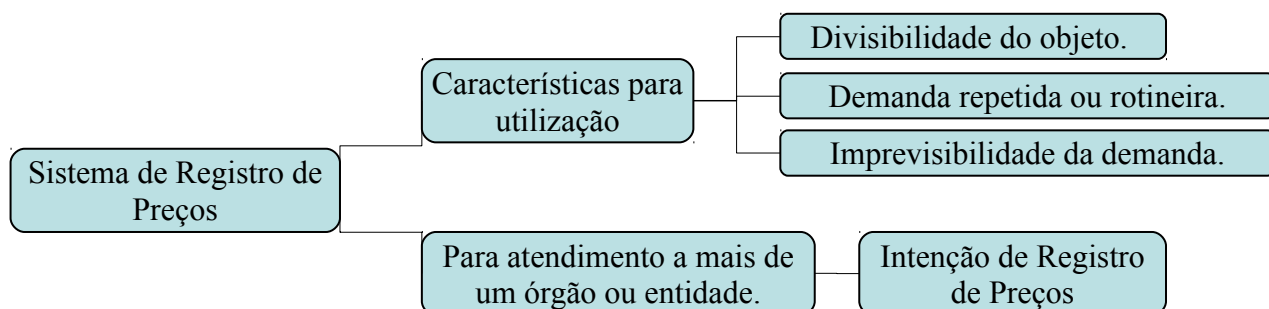 Sistema de Registro de
Preços
Características para
utilização
Divisibilidade do objeto.
Demanda repetida ou rotineira.
Imprevisibilidade da demanda.
Para atendimento a mais de
um órgão ou entidade.
Intenção de Registro
de Preços